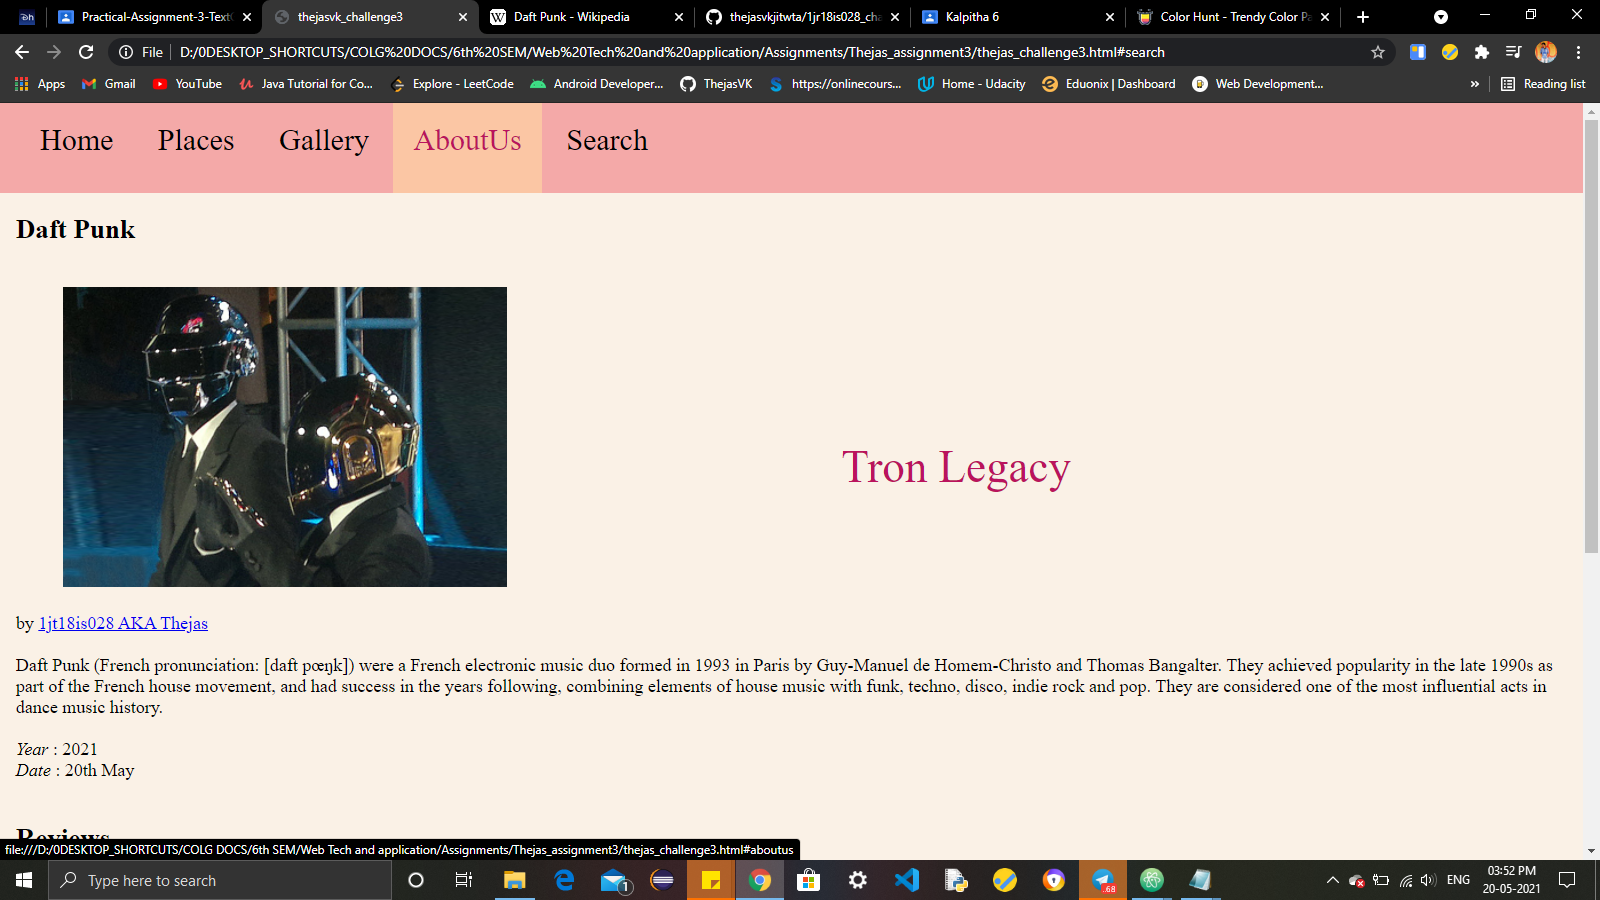 Practical-Assignment-3-Text
thejasvk_challenge3
Daft Punk - Wikipedia
thejasvkjitwta/1jr18is028_cha
Kalpitha 6
Color Hunt - Trendy Color Pa
File
D:/0DESKTOP_SHORTCUTS/COLG%20DOCS/6th%20SEM/Web%20Tech%20and%20application/Assignments/Thejas_assignment3/thejas_challenge3.html#search
Apps
Gmail
YouTube
Java Tutorial for Co...
Explore - LeetCode
Android Developer...
ThejasVK
https://onlinecours...
Home - Udacity
Eduonix | Dashboard
Web Development...
»
Reading list
Home
Places
Gallery
AboutUs
Search
Daft Punk
Tron Legacy
by 1jt18is028 AKA Thejas
Daft Punk (French pronunciation: [daft pœŋk]) were a French electronic music duo formed in 1993 in Paris by Guy-Manuel de Homem-Christo and Thomas Bangalter. They achieved popularity in the late 1990s as
part of the French house movement, and had success in the years following, combining elements of house music with funk, techno, disco, indie rock and pop. They are considered one of the most influential acts in
dance music history.
Year : 2021
Date : 20th May
Reviews
file:///D:/0DESKTOP_SHORTCUTS/COLG DOCS/6th SEM/Web Tech and application/Assignments/Thejas_assignment3/thejas_challenge3.html#aboutus
Type here to search
1
.68
ENG
03:52 PM
20-05-2021